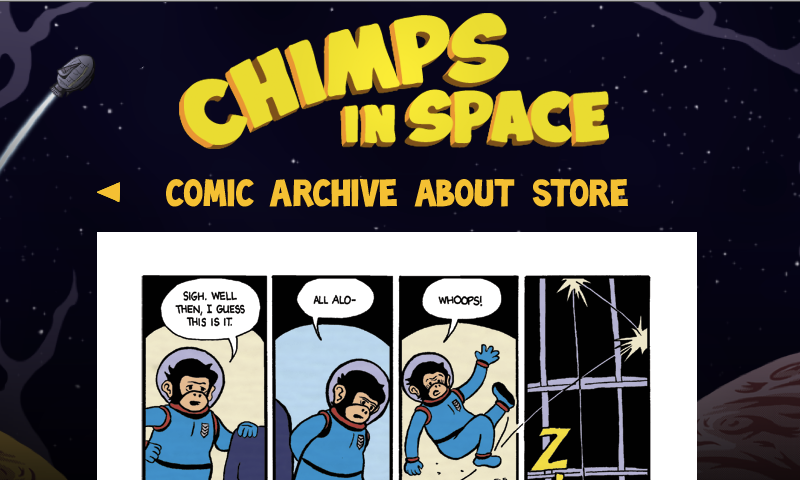 CHIMPS
IN SPACE
COMIC ARCHIVE ABOUT STORE
SIGH. WELL
THEN, I GUESS
THIS IS IT.
ALL ALO-
WHOOPS!
Z